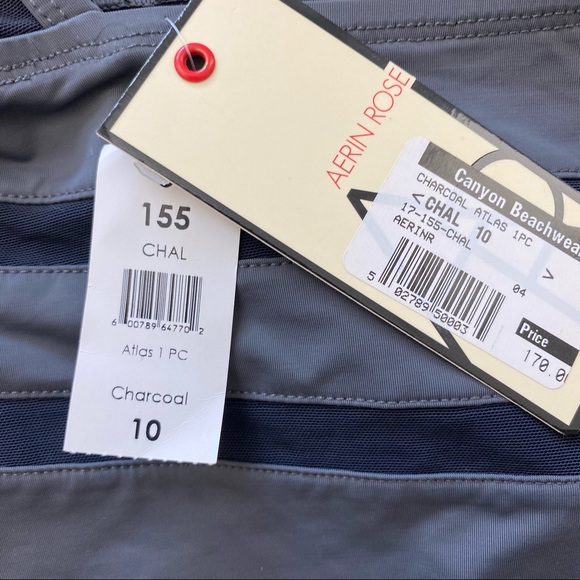 AERIN ROSE
Canyon Beachwear
CHARCOAL ATLAS 1PC
<CHAL 10 >
17-155-CHAL
AERINR
04
5 02789 50003
Price
170.0
155
CHAL
6 00789 64770 2
Atlas 1 PC
Charcoal
10